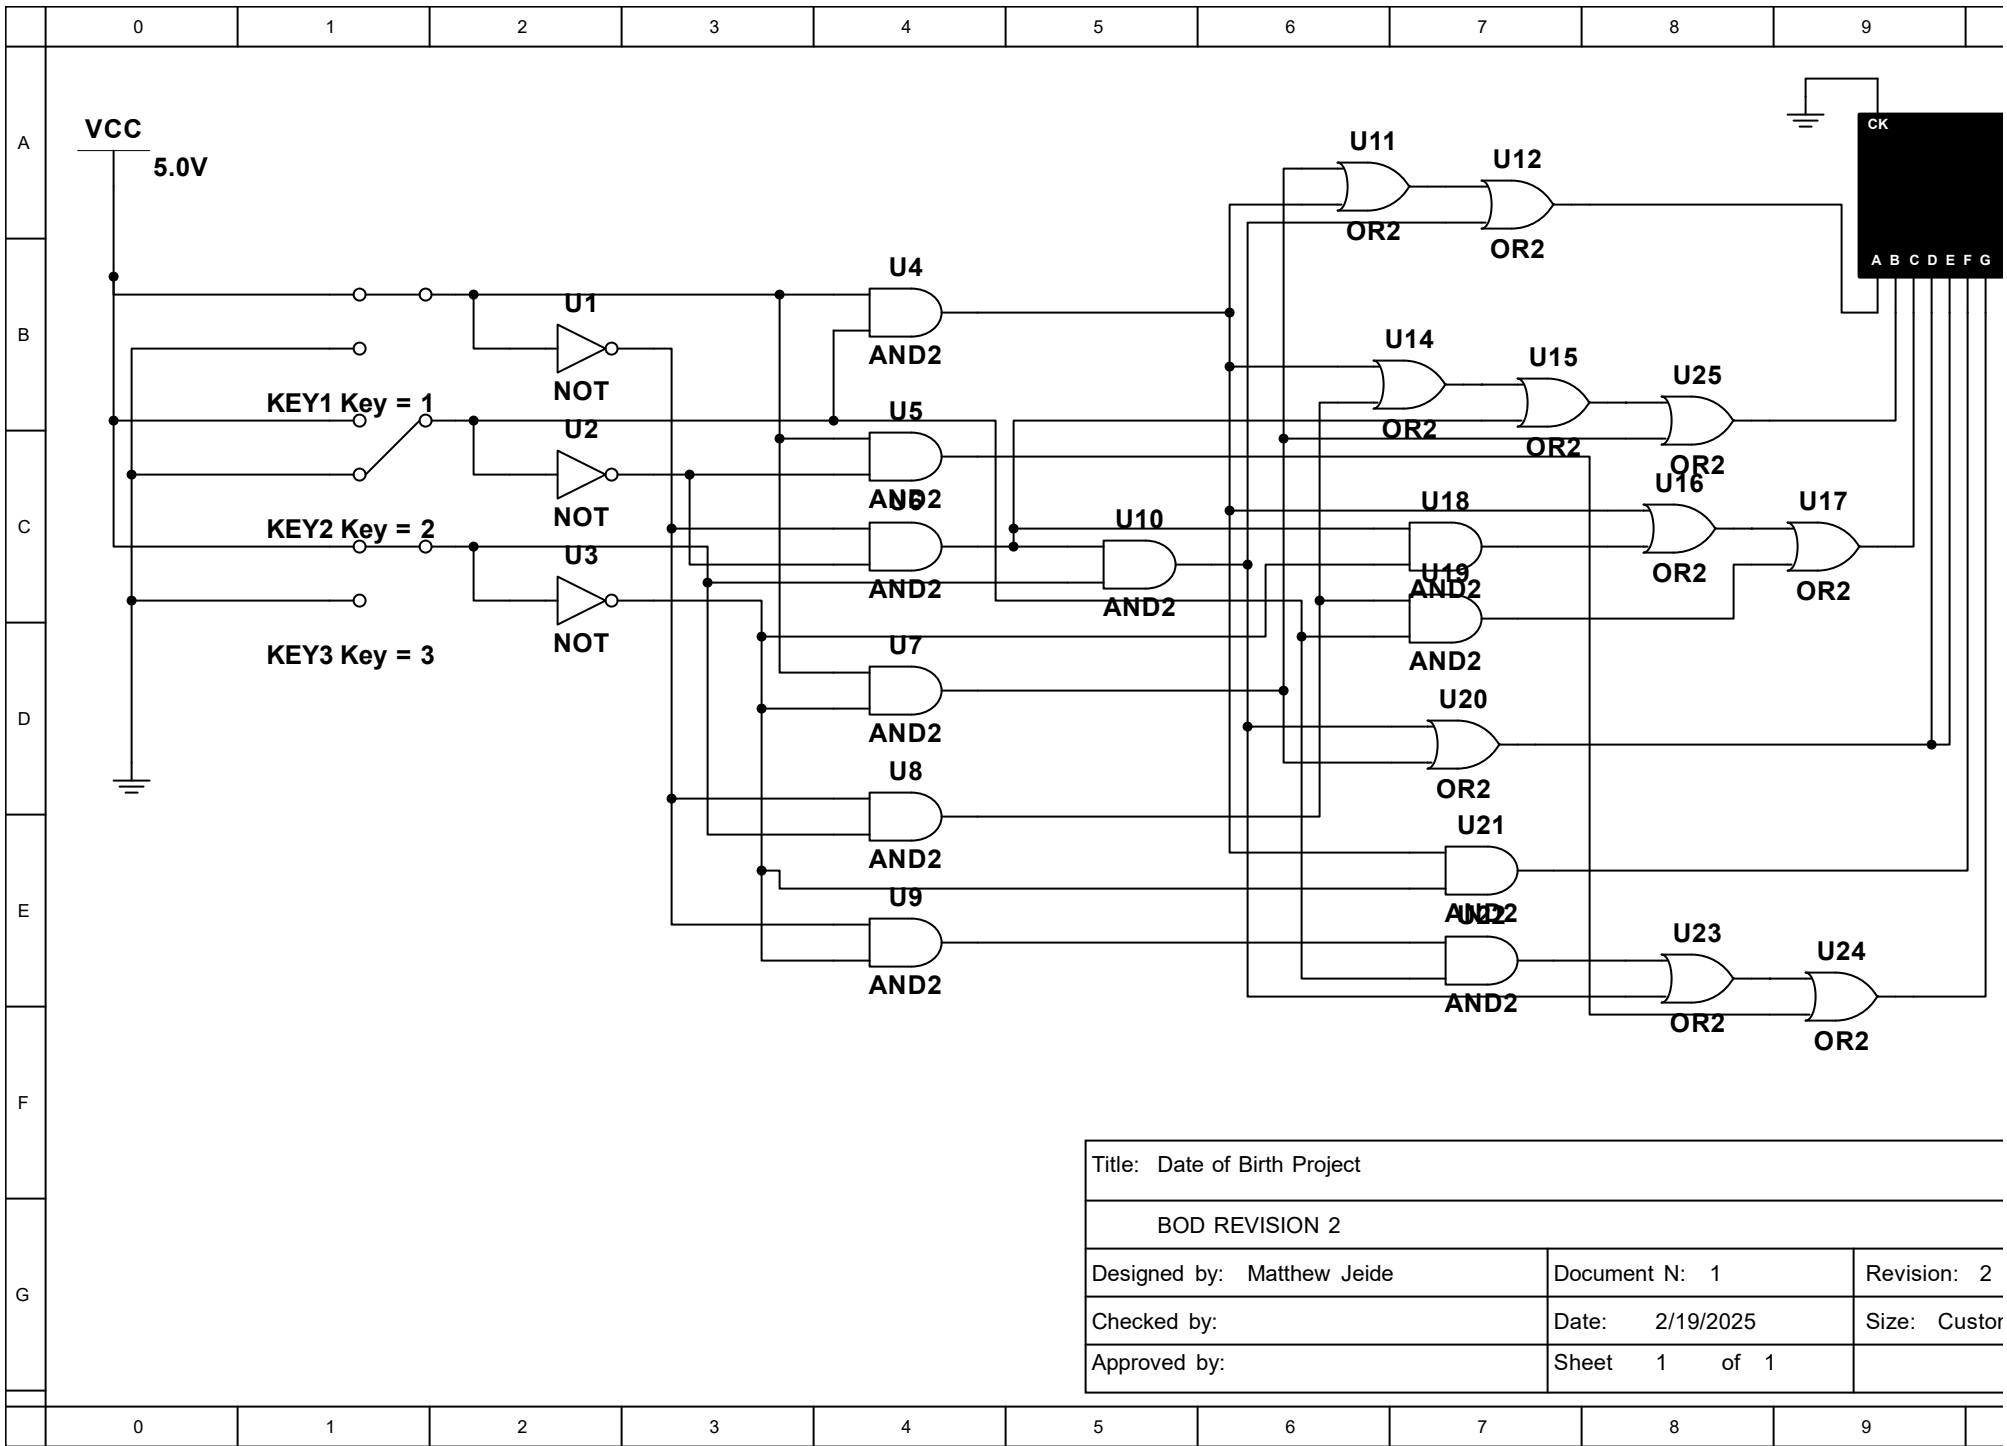 0 1 2 3 4 5 6 7 8 9
A
B
C
D
E
F
G
VCC
5.0V
KEY1 Key = 1
KEY2 Key = 2
KEY3 Key = 3
U1
NOT
U2
NOT
U3
NOT
U4
AND2
U5
AND2
U6
AND2
U7
AND2
U8
AND2
U9
AND2
U10
AND2
U11
OR2
U12
OR2
U14
OR2
U15
OR2
U25
OR2
U16
OR2
U17
OR2
U18
AND2
U19
AND2
U20
OR2
U21
AND2
U22
AND2
U23
OR2
U24
OR2
CK
A B C D E F G
Title: Date of Birth Project
BOD REVISION 2
Designed by: Matthew Jeide
Document N: 1
Revision: 2
Checked by:
Date: 2/19/2025
Size: Custor
Approved by:
Sheet 1 of 1
0 1 2 3 4 5 6 7 8 9